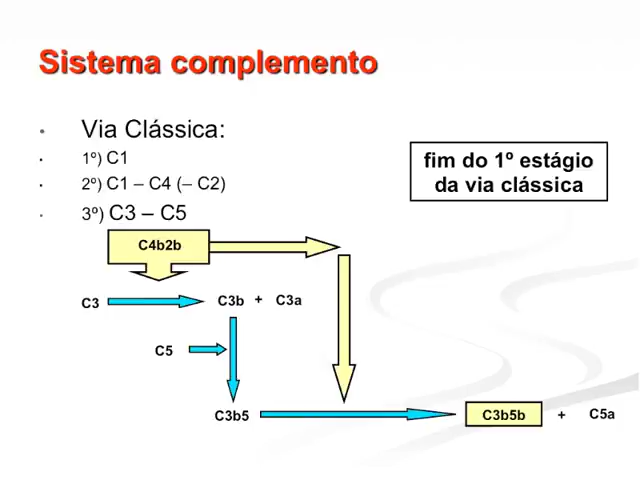 Sistema complemento
• Via Clássica:
• 1º) C1
• 2º) C1 – C4 (– C2)
• 3º) C3 – C5
fim do 1º estágio
da via clássica
C4b2b
C3
C3b + C3a
C5
C3b5
C3b5b + C5a